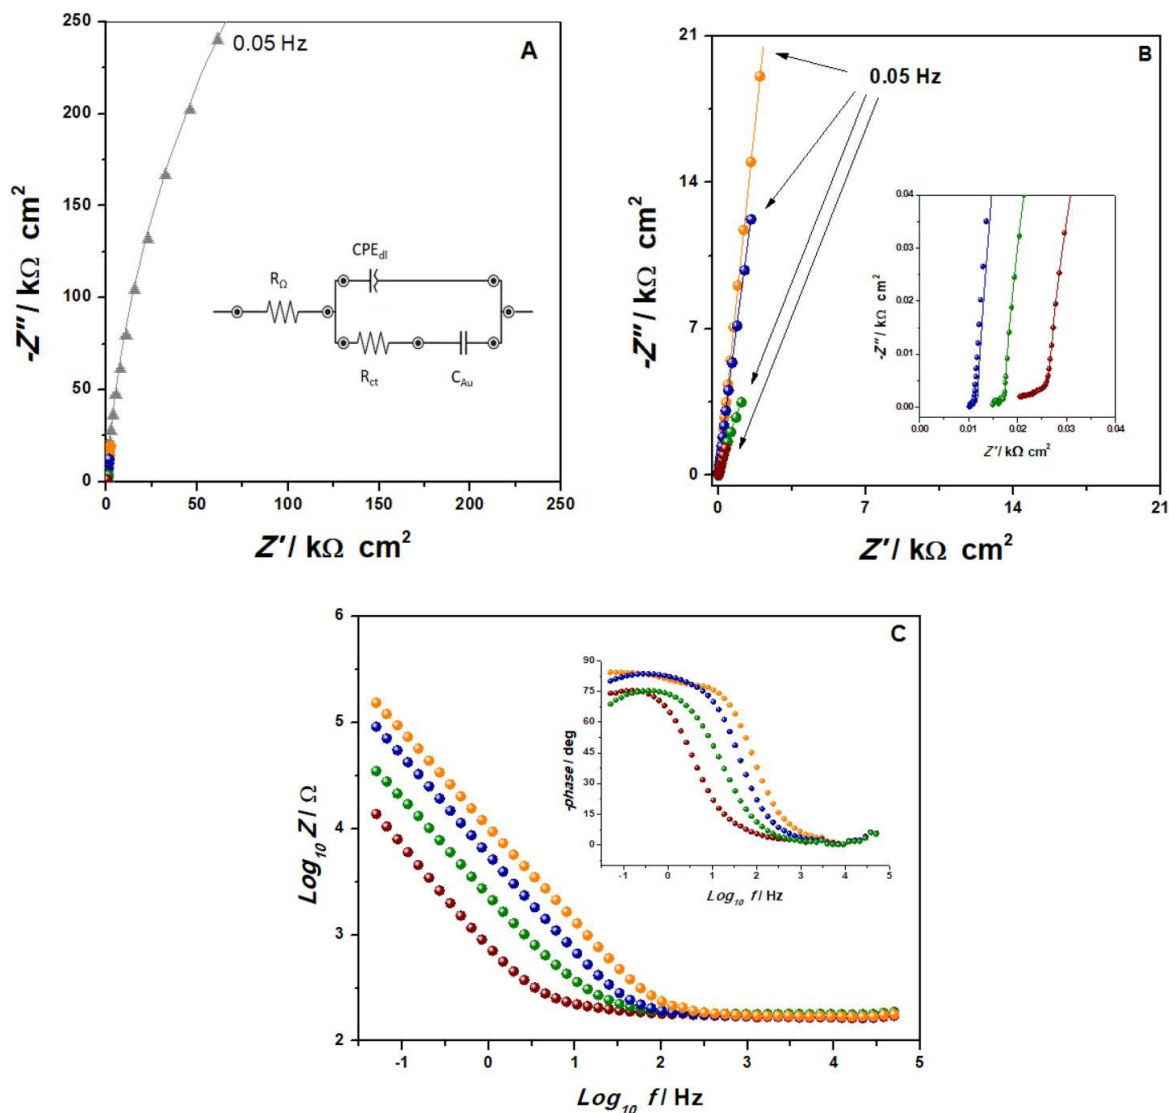 A
0.05 Hz
250
200
150
100
50
0
-Z″ / kΩ cm²
0 50 100 150 200 250
Z′ / kΩ cm²
R_Ω
CPE_dl
R_ct
C_Au
B
0.05 Hz
21
14
7
0
-Z″ / kΩ cm²
0 7 14 21
Z′ / kΩ cm²
0.04
0.03
0.02
0.01
0.00
-Z″ / kΩ cm²
0.00 0.01 0.02 0.03 0.04
Z′ / kΩ cm²
C
6
5
4
3
2
Log₁₀ Z / Ω
-1 0 1 2 3 4 5
Log₁₀ f / Hz
90
75
60
45
30
15
0
-phase / deg
-1 0 1 2 3 4 5
Log₁₀ f / Hz